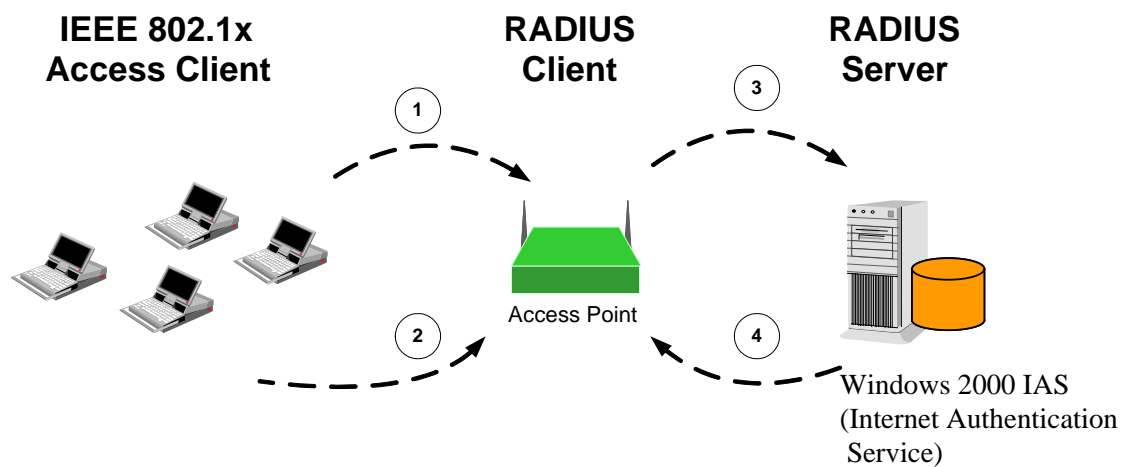 IEEE 802.1x
Access Client
RADIUS
Client
RADIUS
Server
1
3
Access Point
2
4
Windows 2000 IAS
(Internet Authentication
Service)